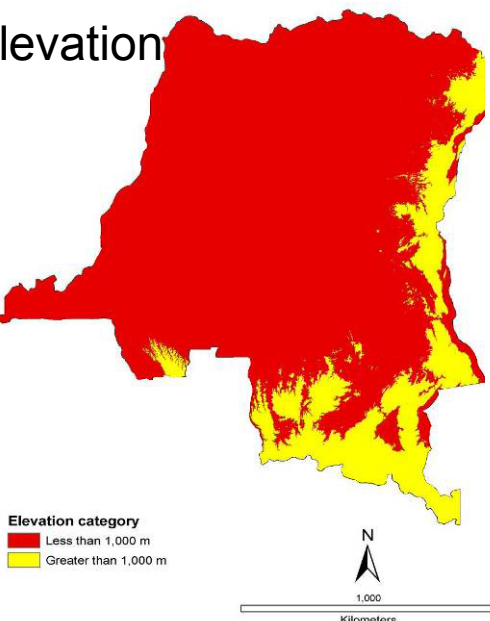 levation
Elevation category
Less than 1,000 m
Greater than 1,000 m
N
1,000
Kilometers